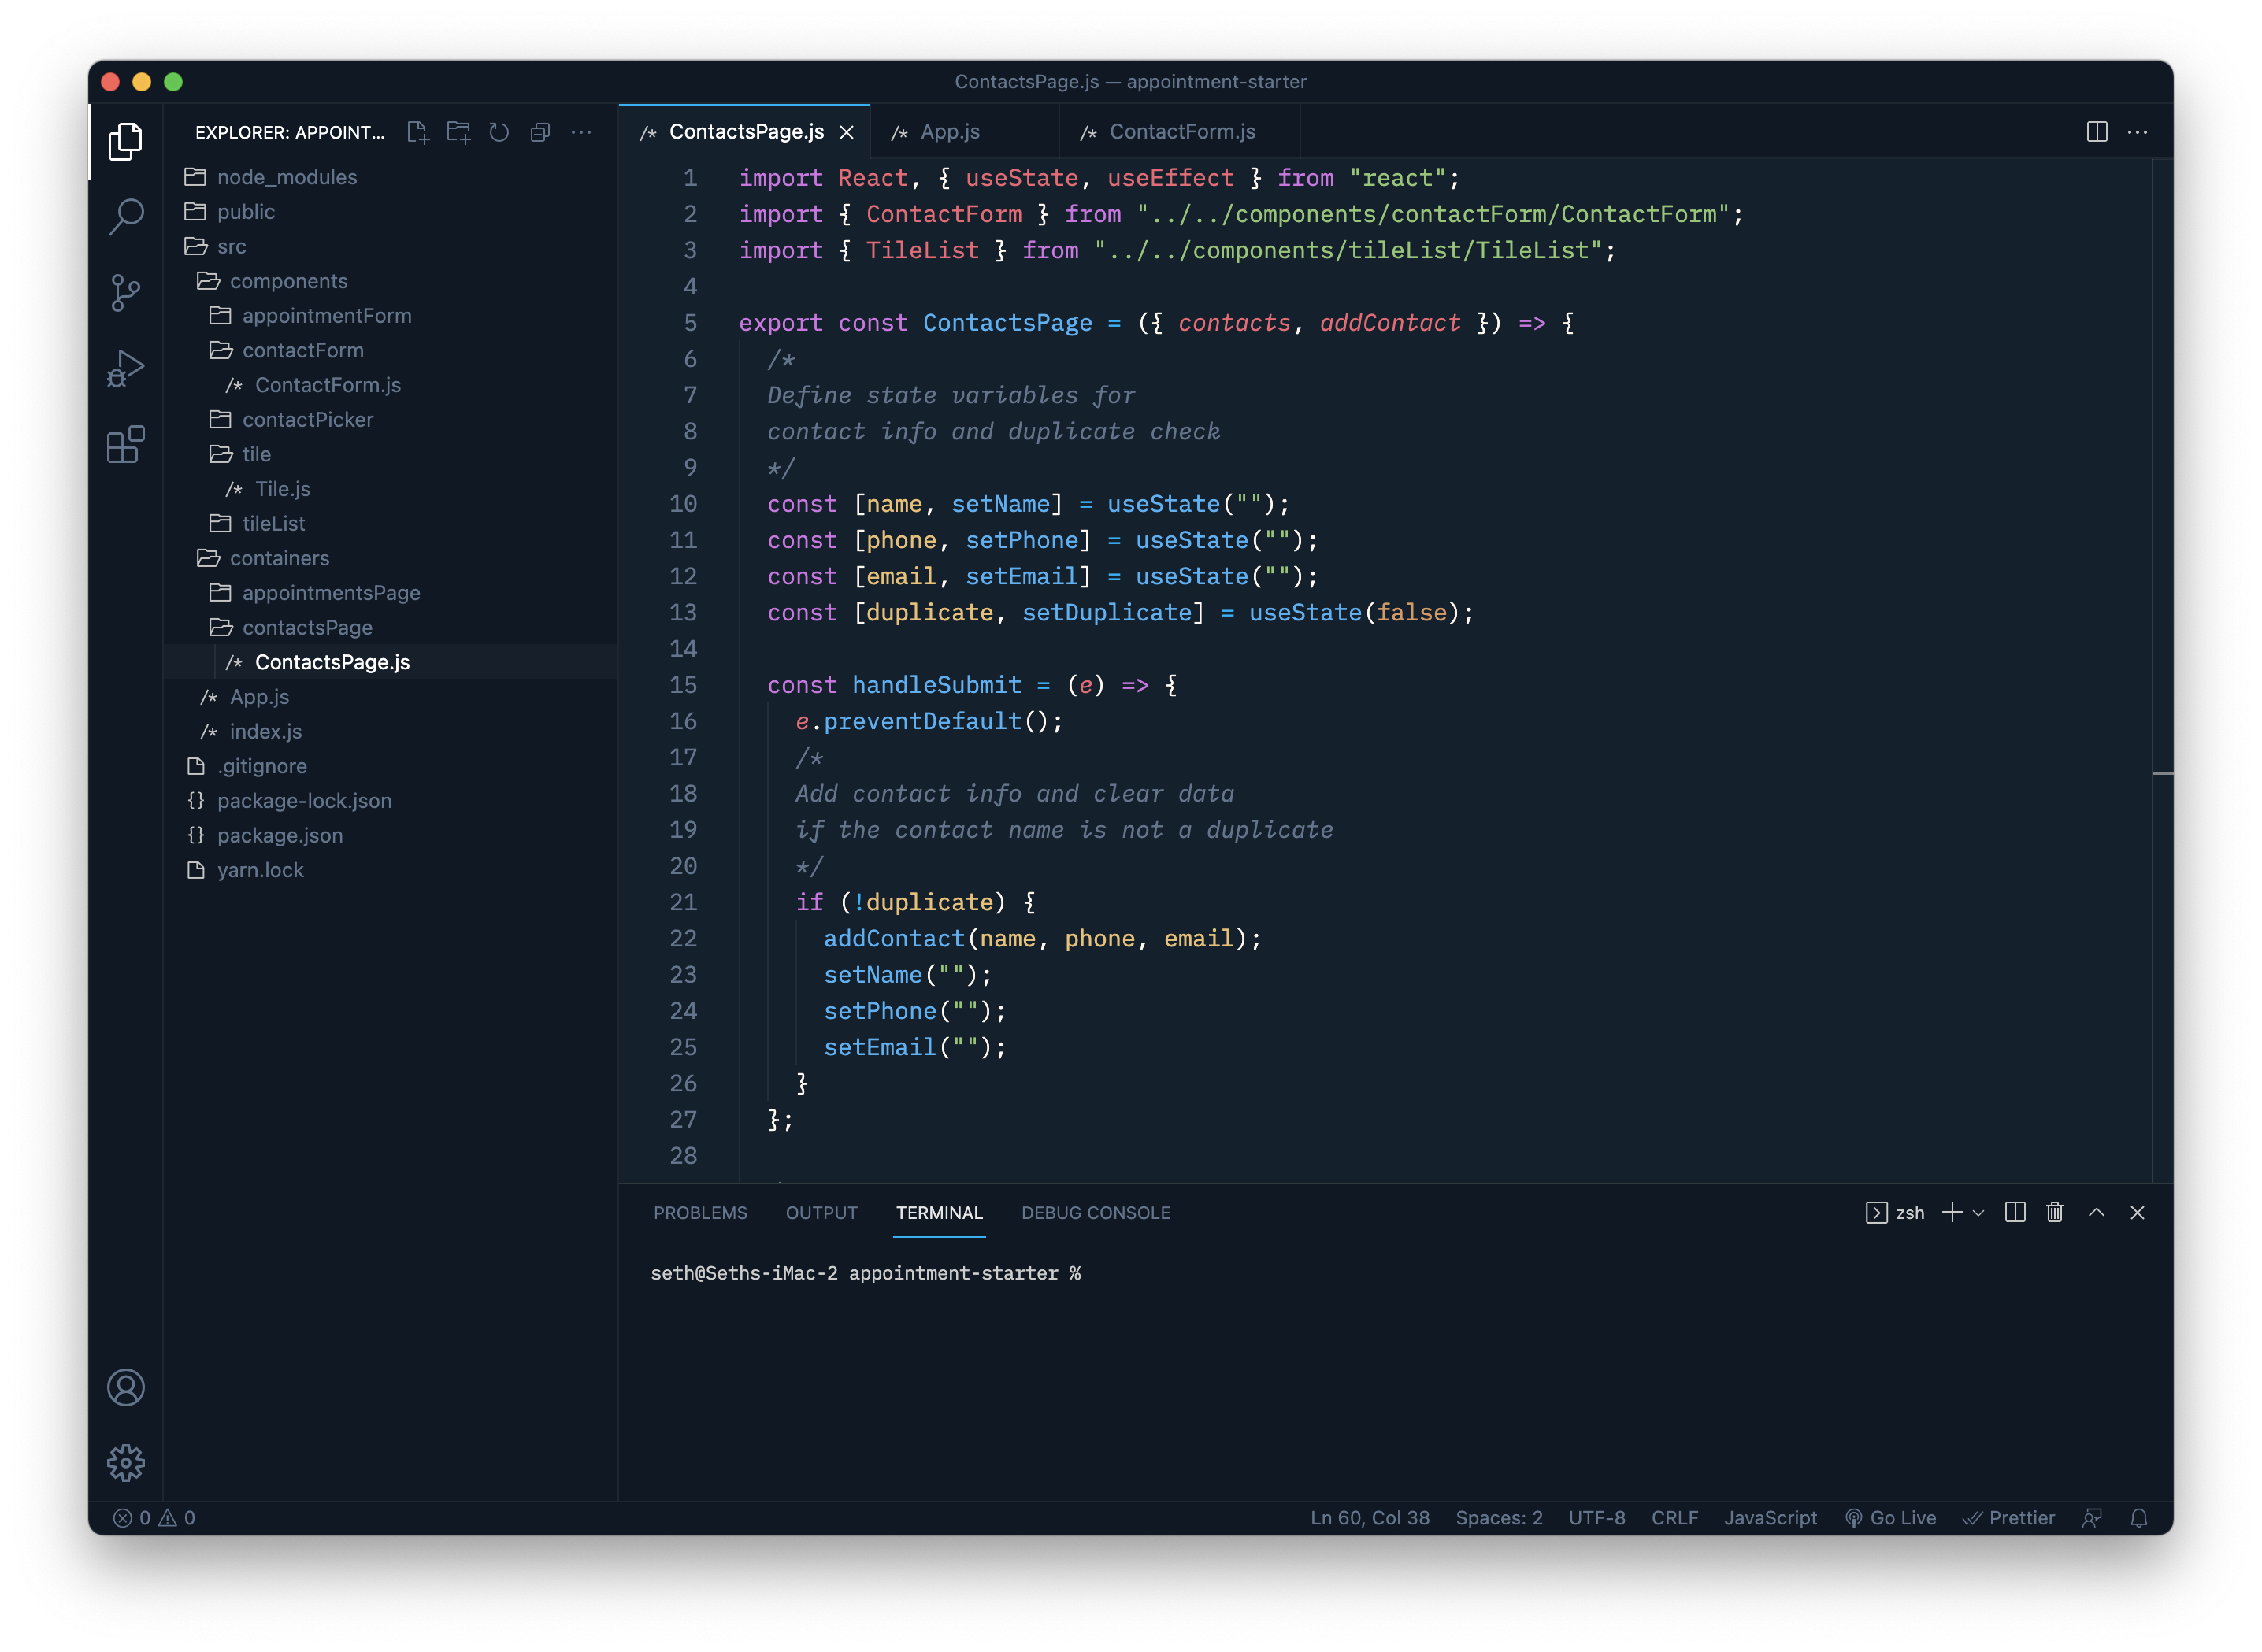 ContactsPage.js — appointment-starter
EXPLORER: APPOINT...
node_modules
public
src
components
appointmentForm
contactForm
/* ContactForm.js
contactPicker
tile
/* Tile.js
tileList
containers
appointmentsPage
contactsPage
/* ContactsPage.js
/* App.js
/* index.js
.gitignore
{} package-lock.json
{} package.json
yarn.lock
/* ContactsPage.js
/* App.js
/* ContactForm.js
1 import React, { useState, useEffect } from "react";
2 import { ContactForm } from "../../components/contactForm/ContactForm";
3 import { TileList } from "../../components/tileList/TileList";
4
5 export const ContactsPage = ({ contacts, addContact }) => {
6 /*
7 Define state variables for
8 contact info and duplicate check
9 */
10 const [name, setName] = useState("");
11 const [phone, setPhone] = useState("");
12 const [email, setEmail] = useState("");
13 const [duplicate, setDuplicate] = useState(false);
14
15 const handleSubmit = (e) => {
16 e.preventDefault();
17 /*
18 Add contact info and clear data
19 if the contact name is not a duplicate
20 */
21 if (!duplicate) {
22 addContact(name, phone, email);
23 setName("");
24 setPhone("");
25 setEmail("");
26 }
27 };
28
PROBLEMS OUTPUT TERMINAL DEBUG CONSOLE
zsh
seth@Seths-iMac-2 appointment-starter %
0 0
Ln 60, Col 38 Spaces: 2 UTF-8 CRLF JavaScript Go Live Prettier